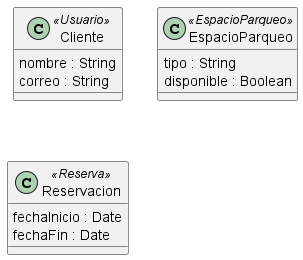 C «Usuario»
Cliente
nombre : String
correo : String
C «EspacioParqueo»
EspacioParqueo
tipo : String
disponible : Boolean
C «Reserva»
Reservacion
fechaInicio : Date
fechaFin : Date